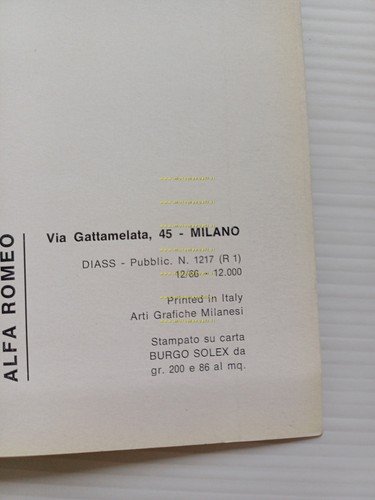 ALFA ROMEO
Via Gattamelata, 45 - MILANO
DIASS - Pubblic. N. 1217 (R 1)
12/66 - 12.000
Printed in Italy
Arti Grafiche Milanesi
Stampato su carta
BURGO SOLEX da
gr. 200 e 86 al mq.